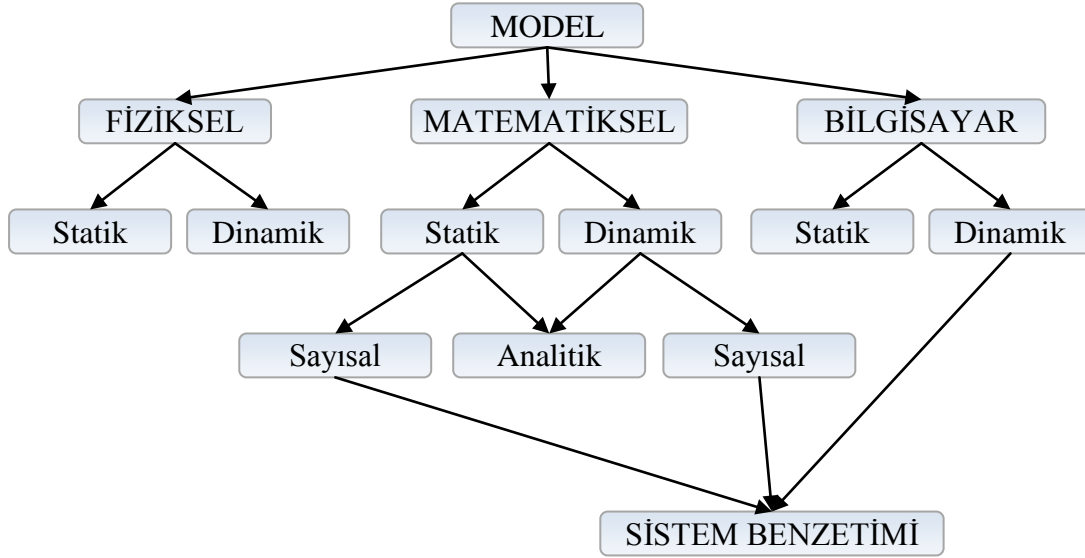 MODEL
FİZİKSEL
MATEMATİKSEL
BİLGİSAYAR
Statik
Dinamik
Statik
Dinamik
Statik
Dinamik
Sayısal
Analitik
Sayısal
SİSTEM BENZETİMİ